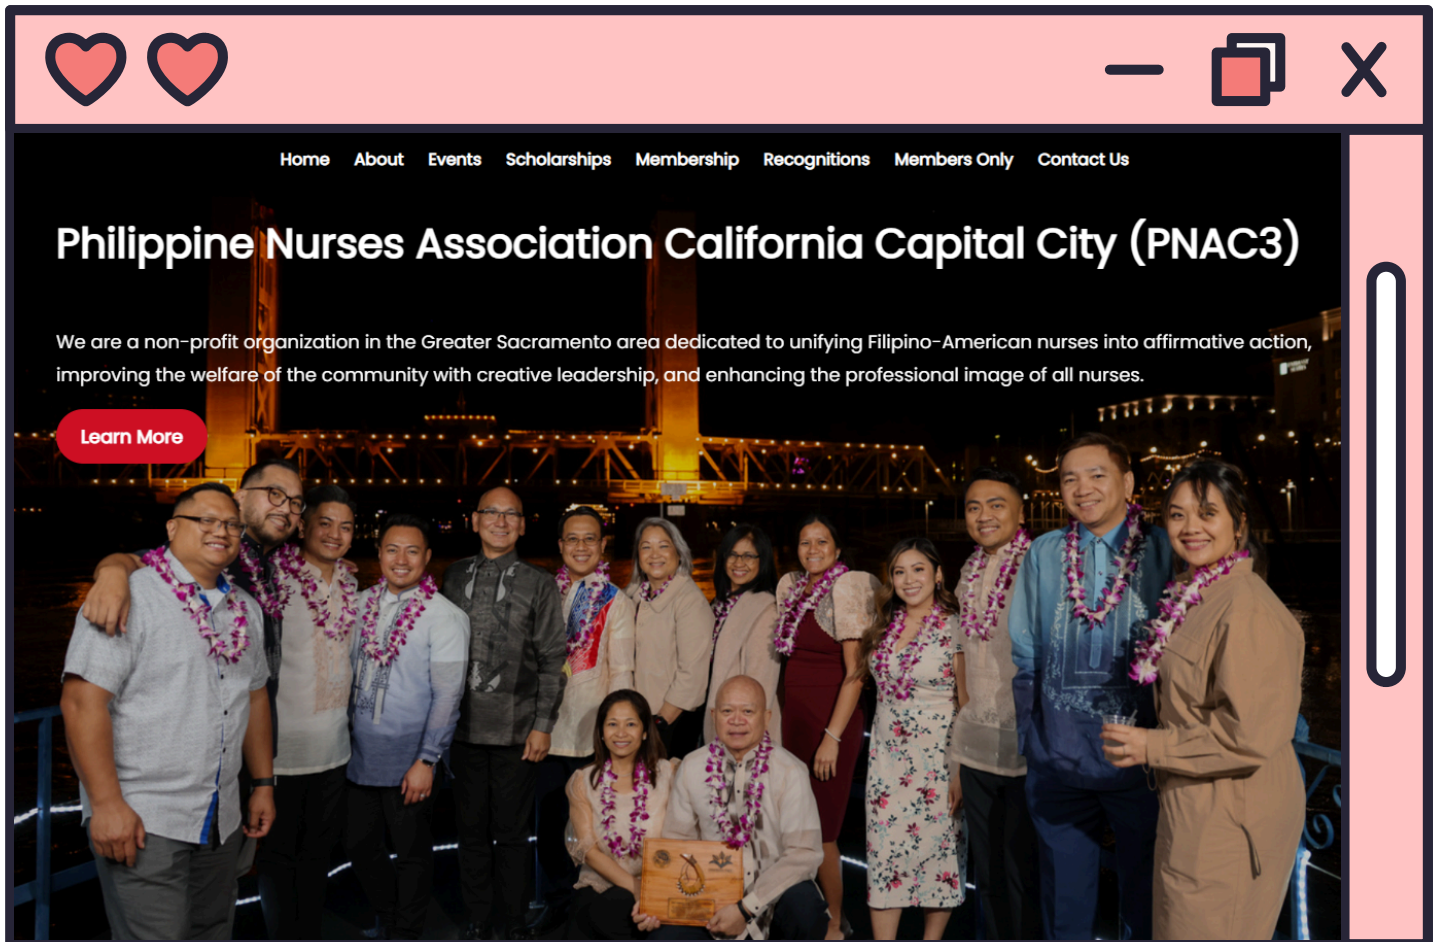 Home About Events Scholarships Membership Recognitions Members Only Contact Us
Philippine Nurses Association California Capital City (PNAC3)
We are a non-profit organization in the Greater Sacramento area dedicated to unifying Filipino-American nurses into affirmative action,
improving the welfare of the community with creative leadership, and enhancing the professional image of all nurses.
Learn More